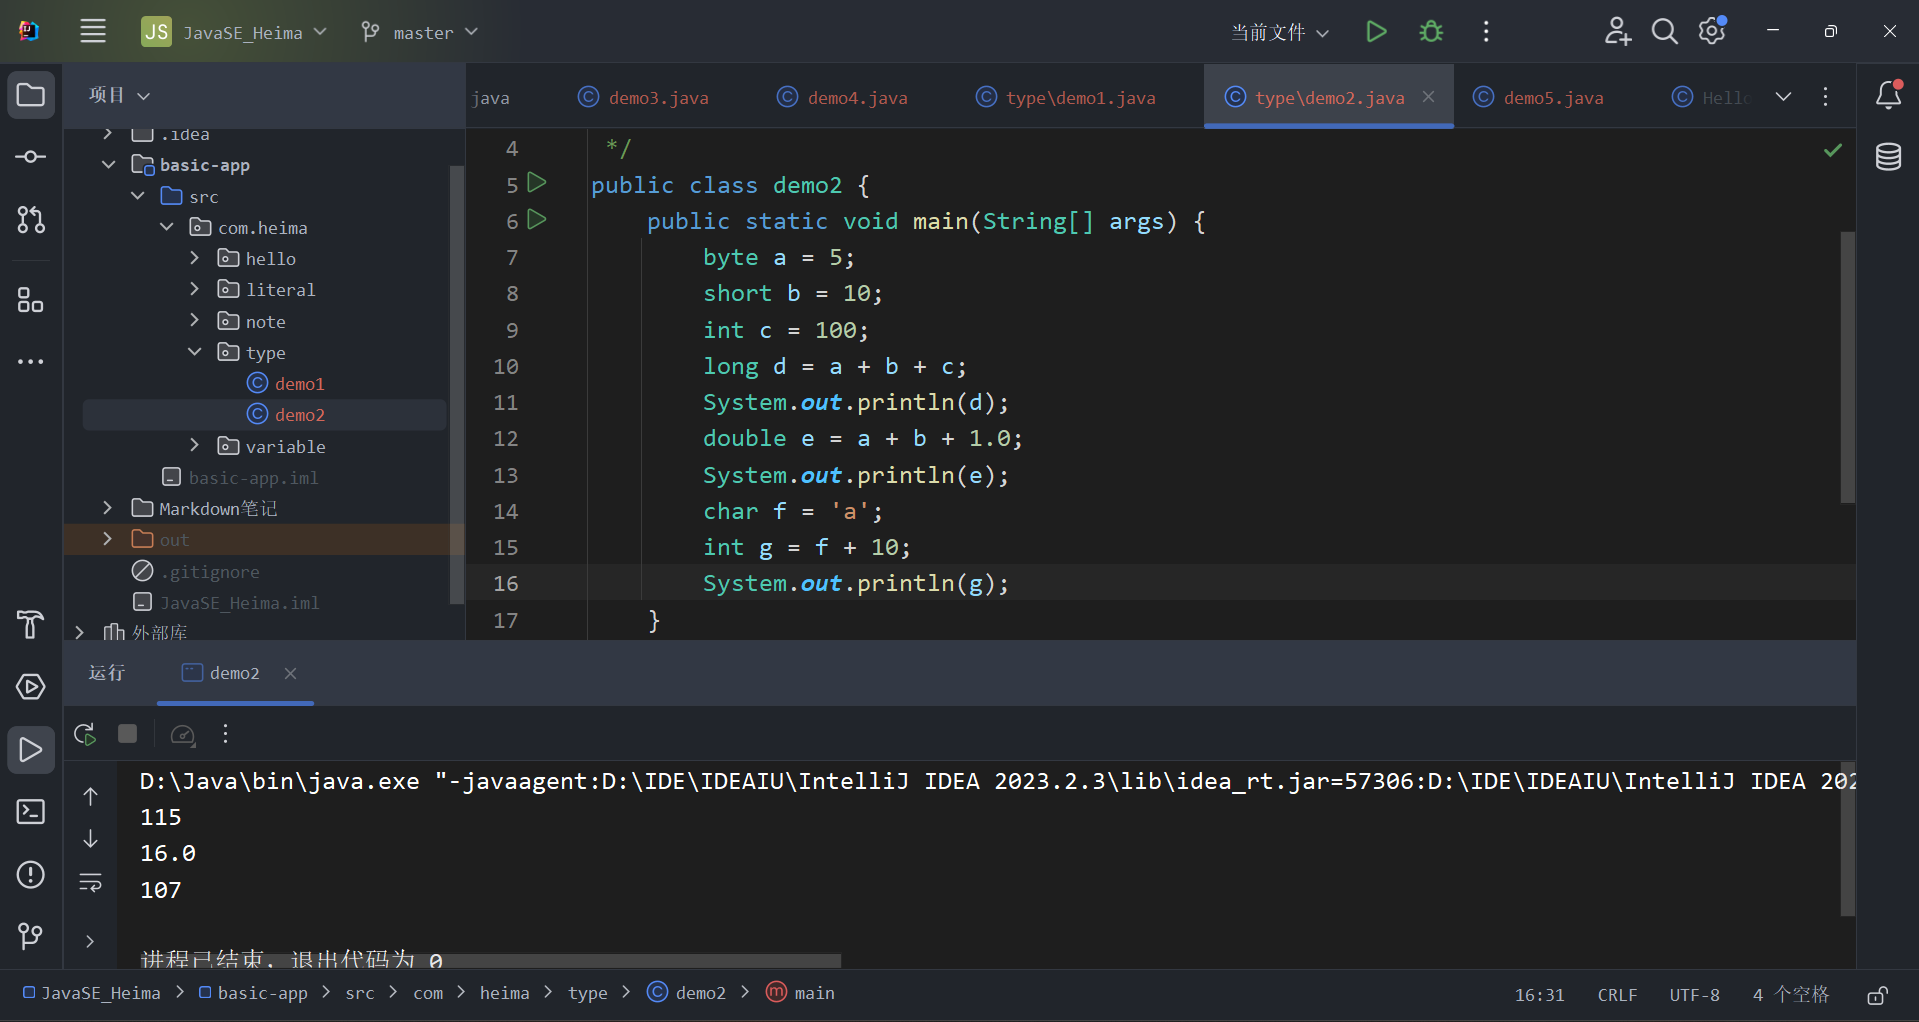 JS JavaSE_Heima master 当前文件
项目 java demo3.java demo4.java type\demo1.java type\demo2.java demo5.java Hello
.idea
basic-app
src
com.heima
hello
literal
note
type
demo1
demo2
variable
basic-app.iml
Markdown笔记
out
.gitignore
JavaSE_Heima.iml
外部库
4 */
5 public class demo2 {
6 public static void main(String[] args) {
7 byte a = 5;
8 short b = 10;
9 int c = 100;
10 long d = a + b + c;
11 System.out.println(d);
12 double e = a + b + 1.0;
13 System.out.println(e);
14 char f = 'a';
15 int g = f + 10;
16 System.out.println(g);
17 }
运行 demo2
D:\Java\bin\java.exe "-javaagent:D:\IDE\IDEAIU\IntelliJ IDEA 2023.2.3\lib\idea_rt.jar=57306:D:\IDE\IDEAIU\IntelliJ IDEA 202
115
16.0
107
进程已结束，退出代码为 0
JavaSE_Heima > basic-app > src > com > heima > type > demo2 > main 16:31 CRLF UTF-8 4 个空格